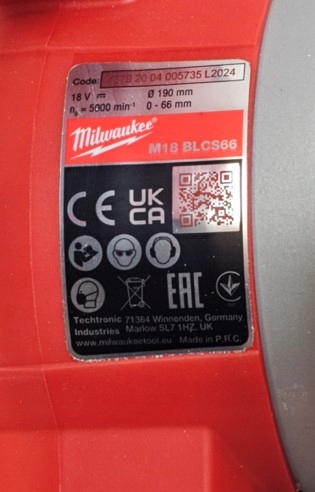 Code: 20 04 005735 L2024
18 V ⎓ Ø 190 mm
n₀ = 5000 min⁻¹ 0 - 66 mm
Milwaukee®
M18 BLCS66
CE UK CA
EAC
Techtronic 71364 Winnenden, Germany
Industries Marlow SL7 1HZ. UK
www.milwaukeetool.eu Made in P.R.C.